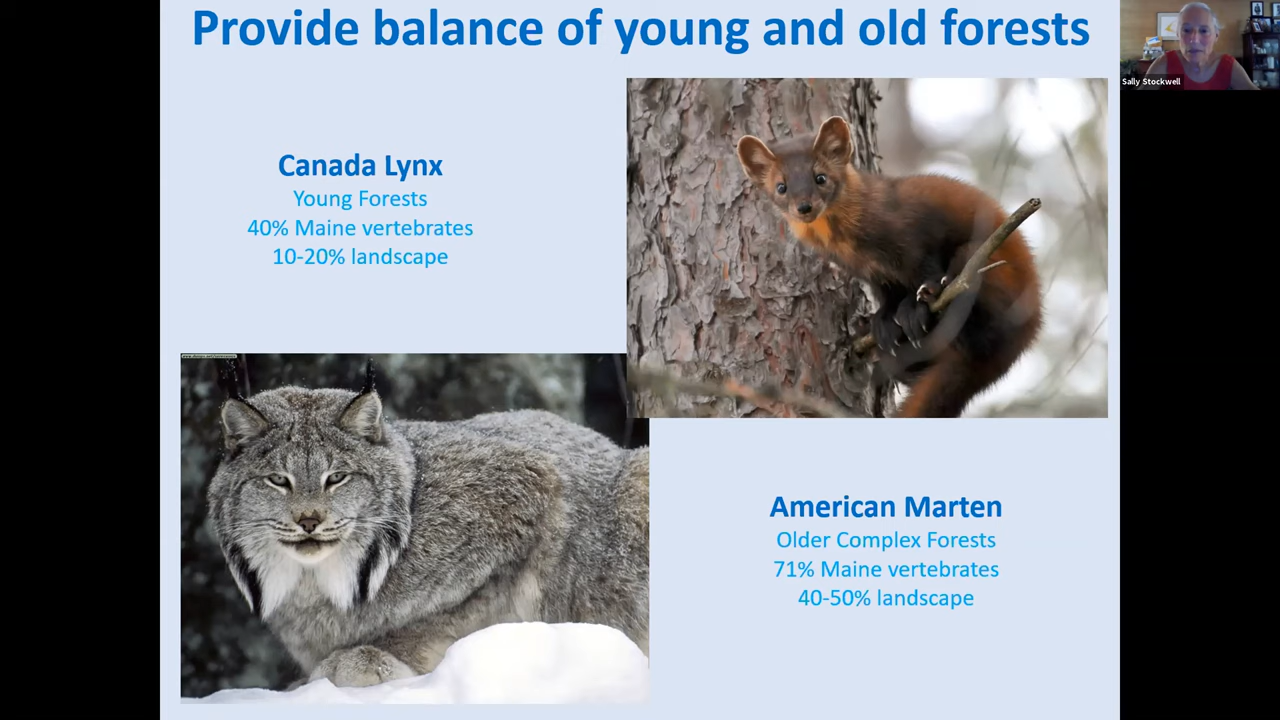 Provide balance of young and old forests
Sally Stockwell
Canada Lynx
Young Forests
40% Maine vertebrates
10-20% landscape
American Marten
Older Complex Forests
71% Maine vertebrates
40-50% landscape